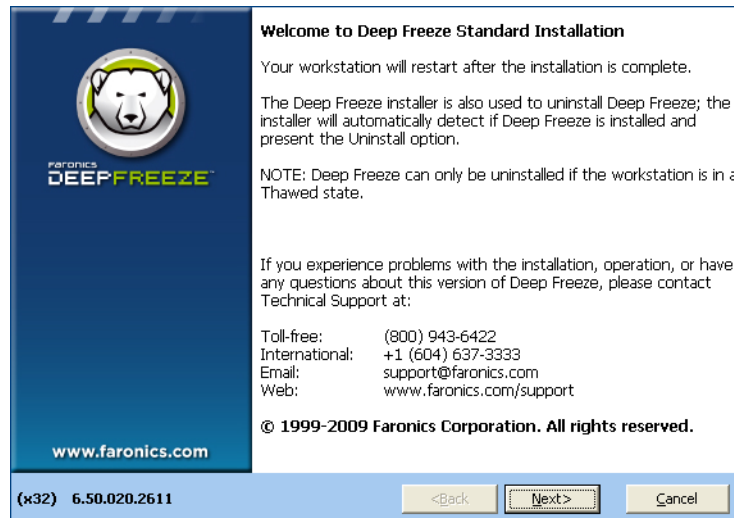 Welcome to Deep Freeze Standard Installation
Your workstation will restart after the installation is complete.
The Deep Freeze installer is also used to uninstall Deep Freeze; the
installer will automatically detect if Deep Freeze is installed and
present the Uninstall option.
NOTE: Deep Freeze can only be uninstalled if the workstation is in a
Thawed state.
If you experience problems with the installation, operation, or have
any questions about this version of Deep Freeze, please contact
Technical Support at:
Toll-free: (800) 943-6422
International: +1 (604) 637-3333
Email: support@faronics.com
Web: www.faronics.com/support
© 1999-2009 Faronics Corporation. All rights reserved.
FARONICS
DEEPFREEZE
www.faronics.com
(x32) 6.50.020.2611
<Back Next> Cancel